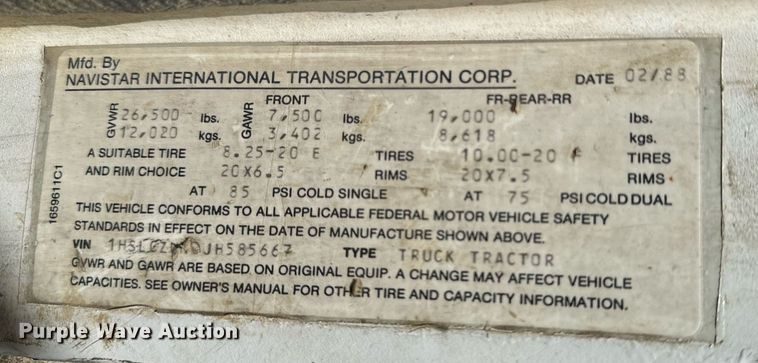 Mfd. By
NAVISTAR INTERNATIONAL TRANSPORTATION CORP. DATE 02/88
FRONT FR-REAR-RR
GVWR 26,500 lbs. GAWR 7,500 lbs. 19,000 lbs.
12,020 kgs. 3,402 kgs. 8,618 kgs.
A SUITABLE TIRE 8.25-20 E TIRES 10.00-20 F TIRES
AND RIM CHOICE 20X6.5 RIMS 20X7.5 RIMS
AT 85 PSI COLD SINGLE AT 75 PSI COLD DUAL
THIS VEHICLE CONFORMS TO ALL APPLICABLE FEDERAL MOTOR VEHICLE SAFETY
STANDARDS IN EFFECT ON THE DATE OF MANUFACTURE SHOWN ABOVE.
VIN TYPE TRUCK TRACTOR
GVWR AND GAWR ARE BASED ON ORIGINAL EQUIP. A CHANGE MAY AFFECT VEHICLE
CAPACITIES. SEE OWNER'S MANUAL FOR OTHER TIRE AND CAPACITY INFORMATION.
1659611C1
Purple Wave Auction